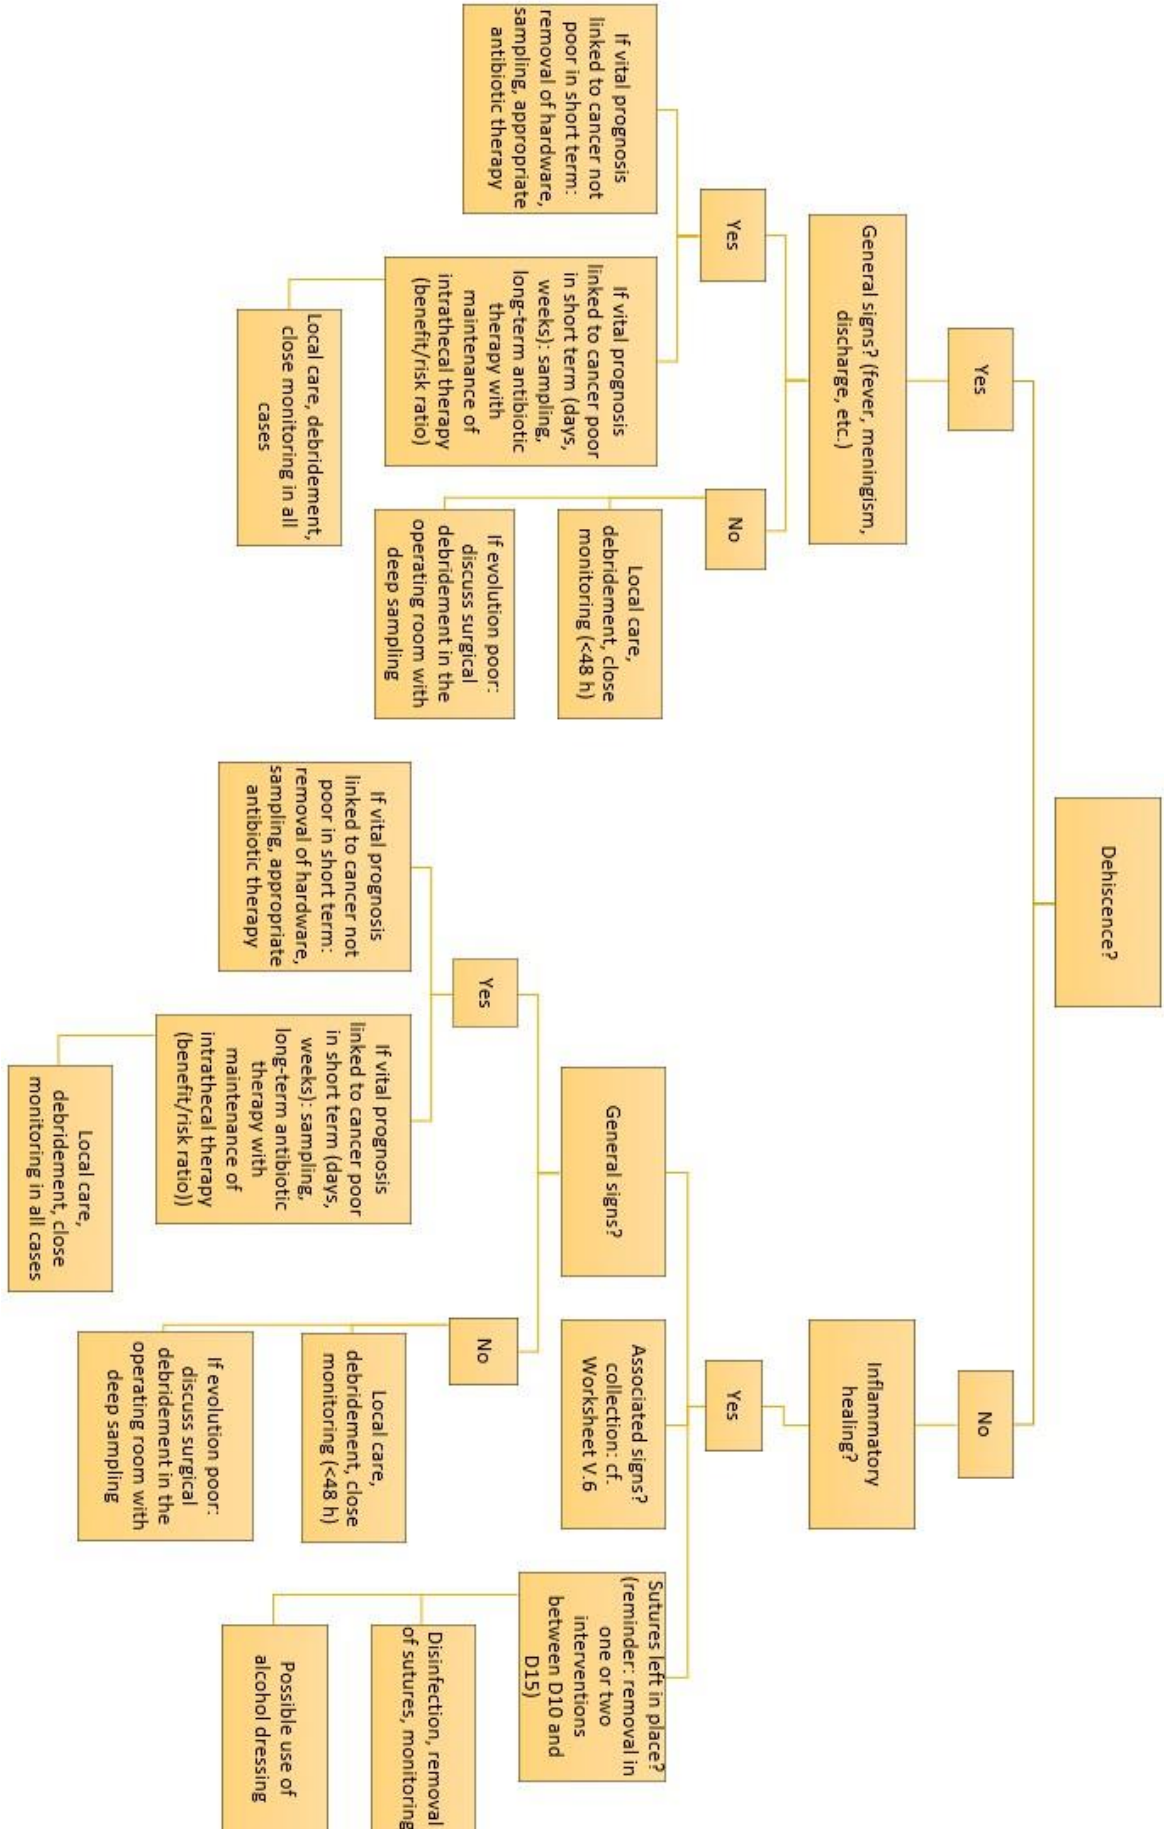 Dehiscence?
Yes
General signs? (fever, meningism,
discharge, etc.)
Yes
If vital prognosis
linked to cancer not
poor in short term:
removal of hardware,
sampling, appropriate
antibiotic therapy
If vital prognosis
linked to cancer poor
in short term (days,
weeks): sampling,
long-term antibiotic
therapy with
maintenance of
intrathecal therapy
(benefit/risk ratio)
Local care, debridement,
close monitoring in all
cases
No
Local care,
debridement, close
monitoring (<48 h)
If evolution poor:
discuss surgical
debridement in the
operating room with
deep sampling
No
Inflammatory
healing?
Yes
General signs?
Yes
If vital prognosis
linked to cancer not
poor in short term:
removal of hardware,
sampling, appropriate
antibiotic therapy
If vital prognosis
linked to cancer poor
in short term (days,
weeks): sampling,
long-term antibiotic
therapy with
maintenance of
intrathecal therapy
(benefit/risk ratio))
Local care,
debridement, close
monitoring in all cases
No
Local care,
debridement, close
monitoring (<48 h)
If evolution poor:
discuss surgical
debridement in the
operating room with
deep sampling
Associated signs?
collection: cf.
Worksheet V.6
Sutures left in place?
(reminder: removal in
one or two
interventions
between D10 and
D15)
Disinfection, removal
of sutures, monitoring
Possible use of
alcohol dressing